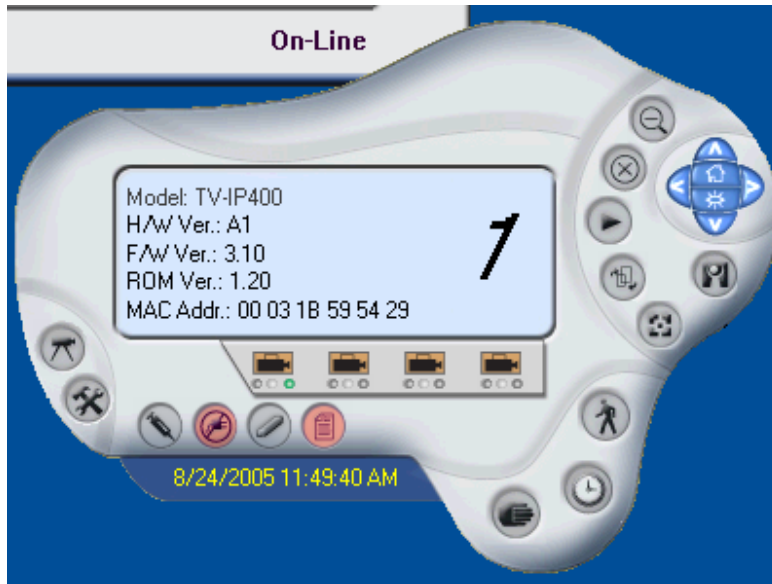 On-Line
Model: TV-IP400
H/W Ver.: A1
F/W Ver.: 3.10
ROM Ver.: 1.20
MAC Addr.: 00 03 1B 59 54 29
1
8/24/2005 11:49:40 AM